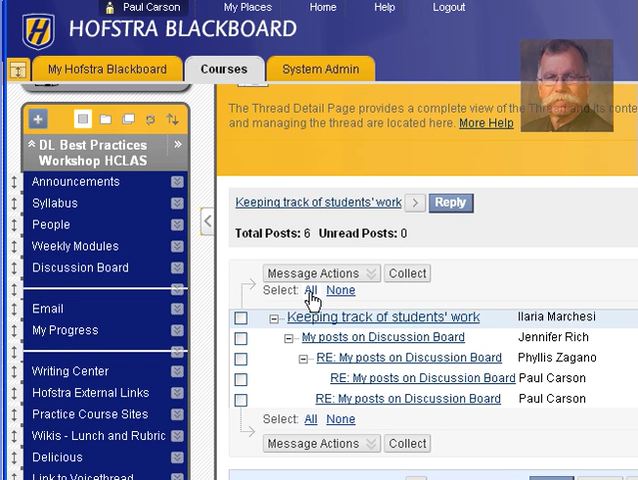 Paul Carson
My Places
Home
Help
Logout
HOFSTRA BLACKBOARD
My Hofstra Blackboard
Courses
System Admin
DL Best Practices
Workshop HCLAS
Announcements
Syllabus
People
Weekly Modules
Discussion Board
Email
My Progress
Writing Center
Hofstra External Links
Practice Course Sites
Wikis - Lunch and Rubric
Delicious
Link to Voicethread
The Thread Detail Page provides a complete view of the Thread and its conte
and managing the thread are located here. More Help
Keeping track of students' work
Reply
Total Posts: 6 Unread Posts: 0
Message Actions
Collect
Select: All None
Keeping track of students' work Ilaria Marchesi
My posts on Discussion Board Jennifer Rich
RE: My posts on Discussion Board Phyllis Zagano
RE: My posts on Discussion Board Paul Carson
RE: My posts on Discussion Board Paul Carson
Select: All None
Message Actions
Collect